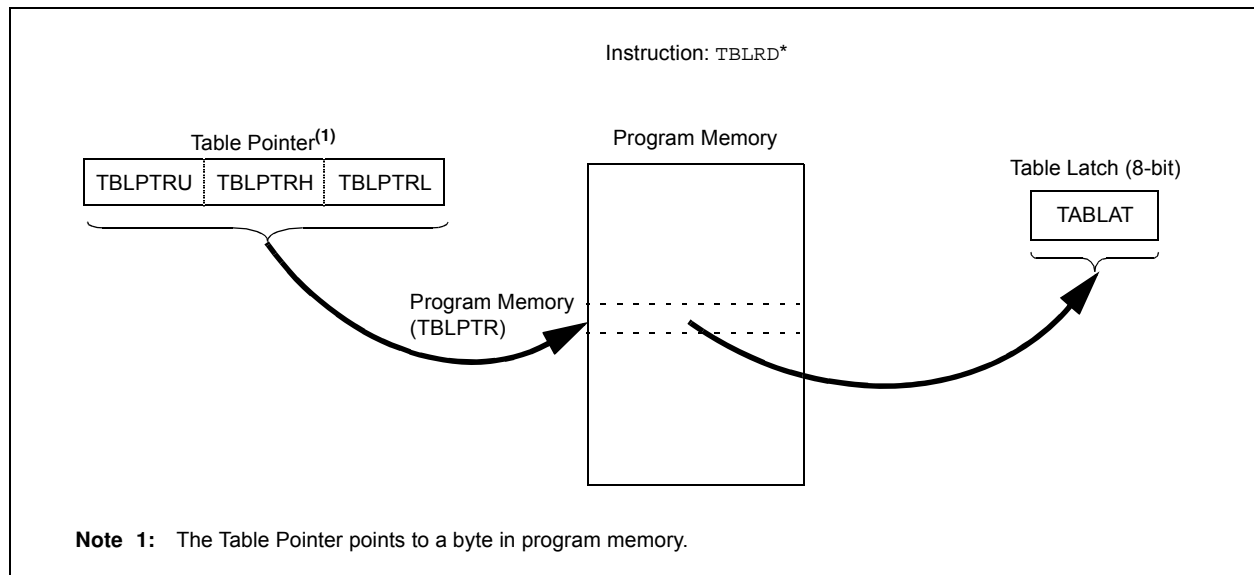 Instruction: TBLRD*
Table Pointer(1)
TBLPTRU TBLPTRH TBLPTRL
Program Memory
Table Latch (8-bit)
TABLAT
Program Memory
(TBLPTR)
Note 1: The Table Pointer points to a byte in program memory.